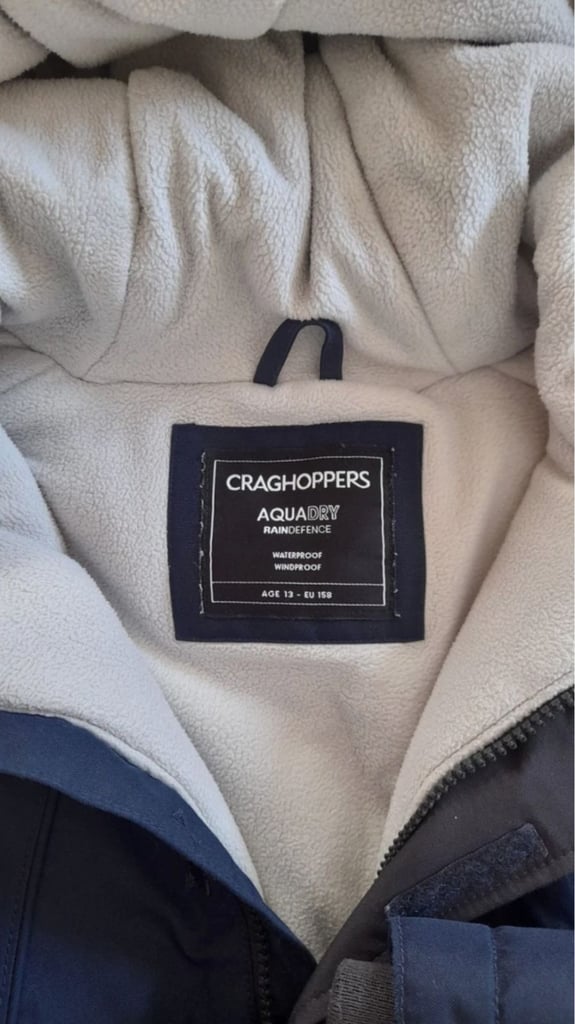 CRAGHOPPERS
AQUADRY
RAINDEFENCE
WATERPROOF
WINDPROOF
AGE 13 - EU 158